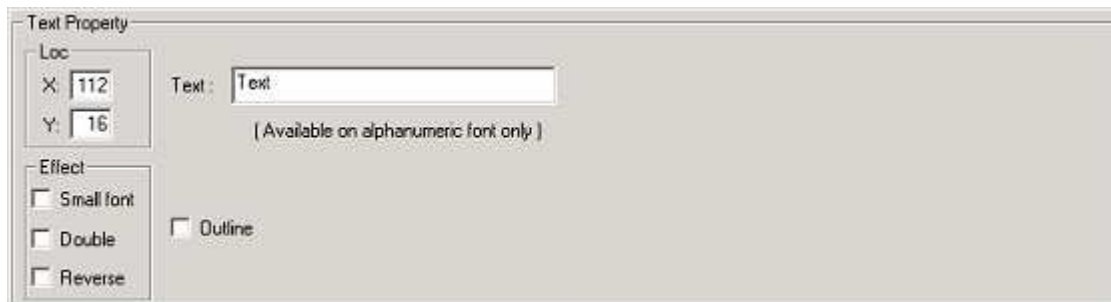 Text Property
Loc
X: 112
Text : Text
Y: 16
( Available on alphanumeric font only )
Effect
Small font
Double
Outline
Reverse